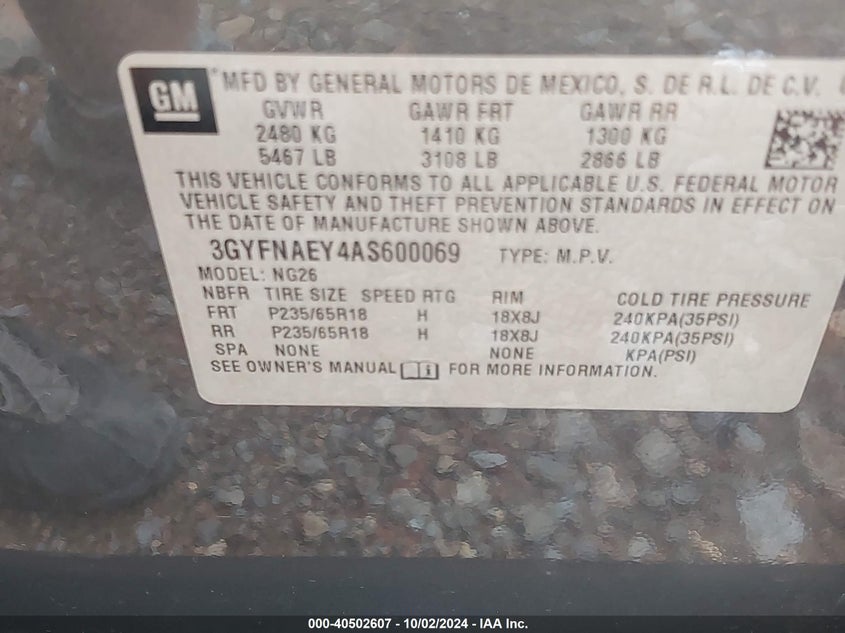 GM
MFD BY GENERAL MOTORS DE MEXICO, S. DE R.L. DE C.V.
GVWR GAWR FRT GAWR RR
2480 KG 1410 KG 1300 KG
5467 LB 3108 LB 2866 LB
THIS VEHICLE CONFORMS TO ALL APPLICABLE U.S. FEDERAL MOTOR
VEHICLE SAFETY AND THEFT PREVENTION STANDARDS IN EFFECT ON
THE DATE OF MANUFACTURE SHOWN ABOVE.
3GYFNAEY4AS600069 TYPE: M.P.V.
MODEL: NG26
NBFR TIRE SIZE SPEED RTG RIM COLD TIRE PRESSURE
FRT P235/65R18 H 18X8J 240KPA(35PSI)
RR P235/65R18 H 18X8J 240KPA(35PSI)
SPA NONE NONE KPA(PSI)
SEE OWNER'S MANUAL FOR MORE INFORMATION.
000-40502607 - 10/02/2024 - IAA Inc.